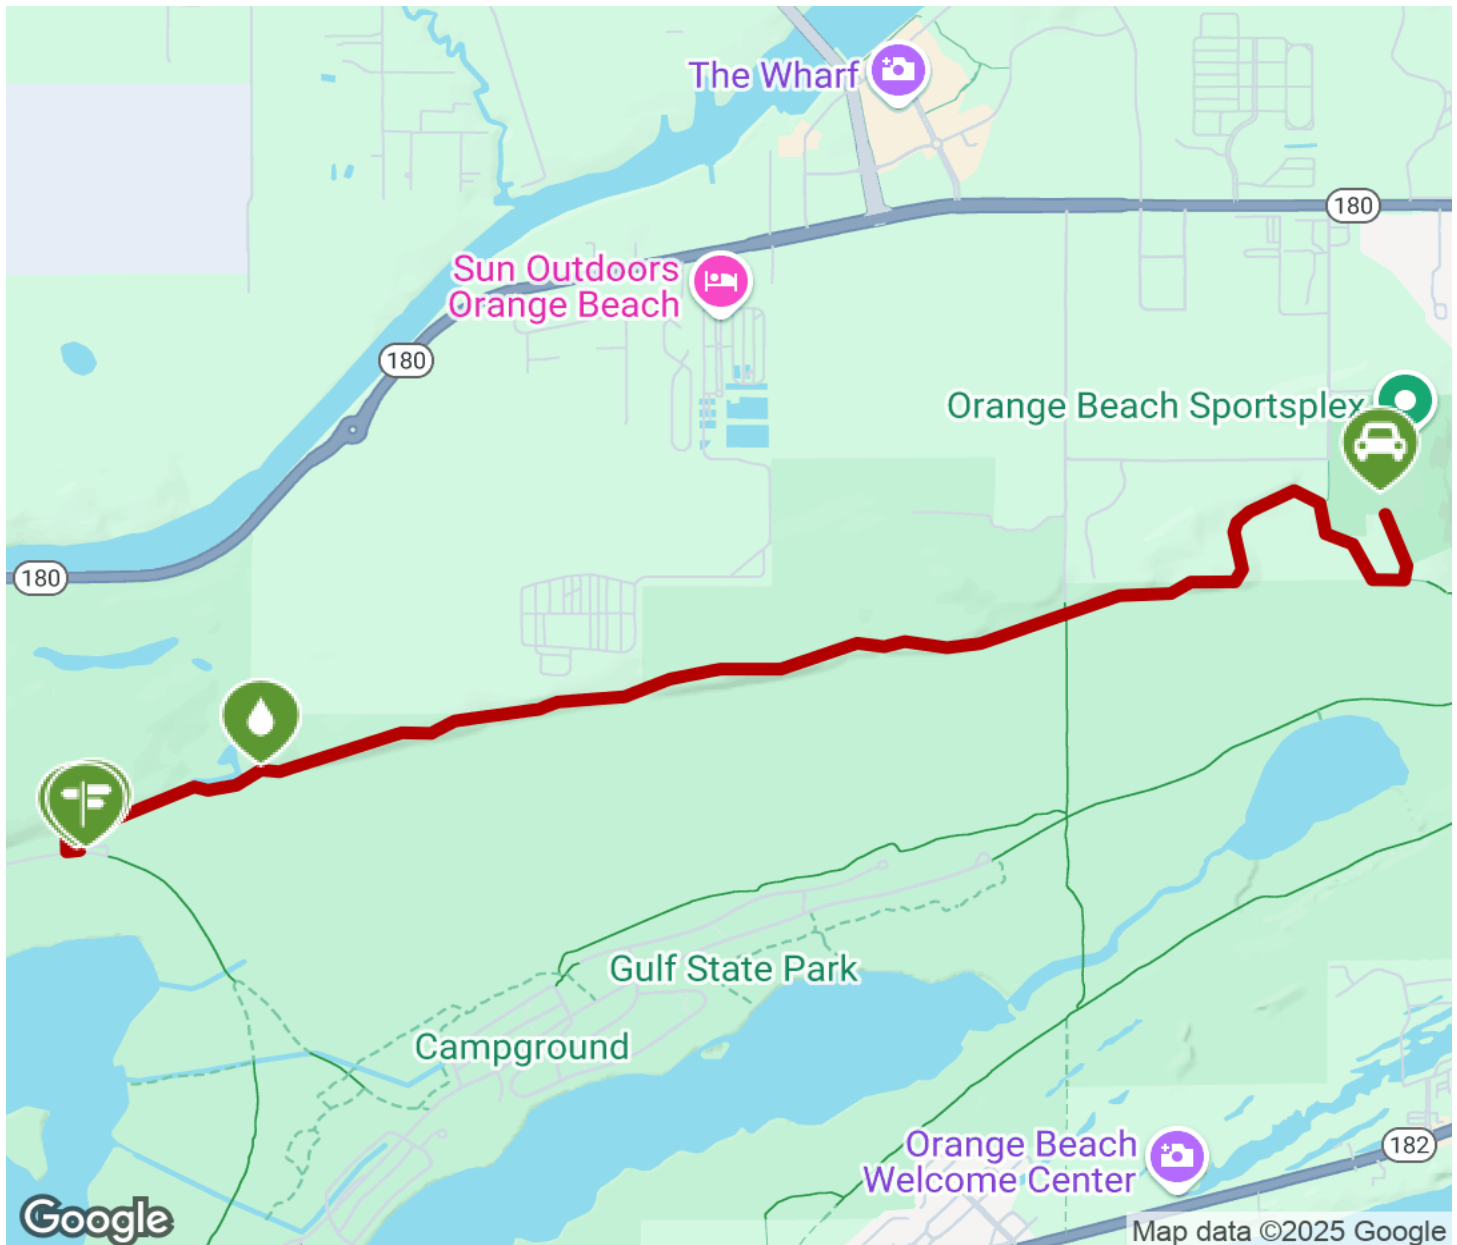 The Wharf
180
Sun Outdoors
Orange Beach
180
Orange Beach Sportsplex
180
Gulf State Park
Campground
Orange Beach
Welcome Center
182
Google
Map data ©2025 Google